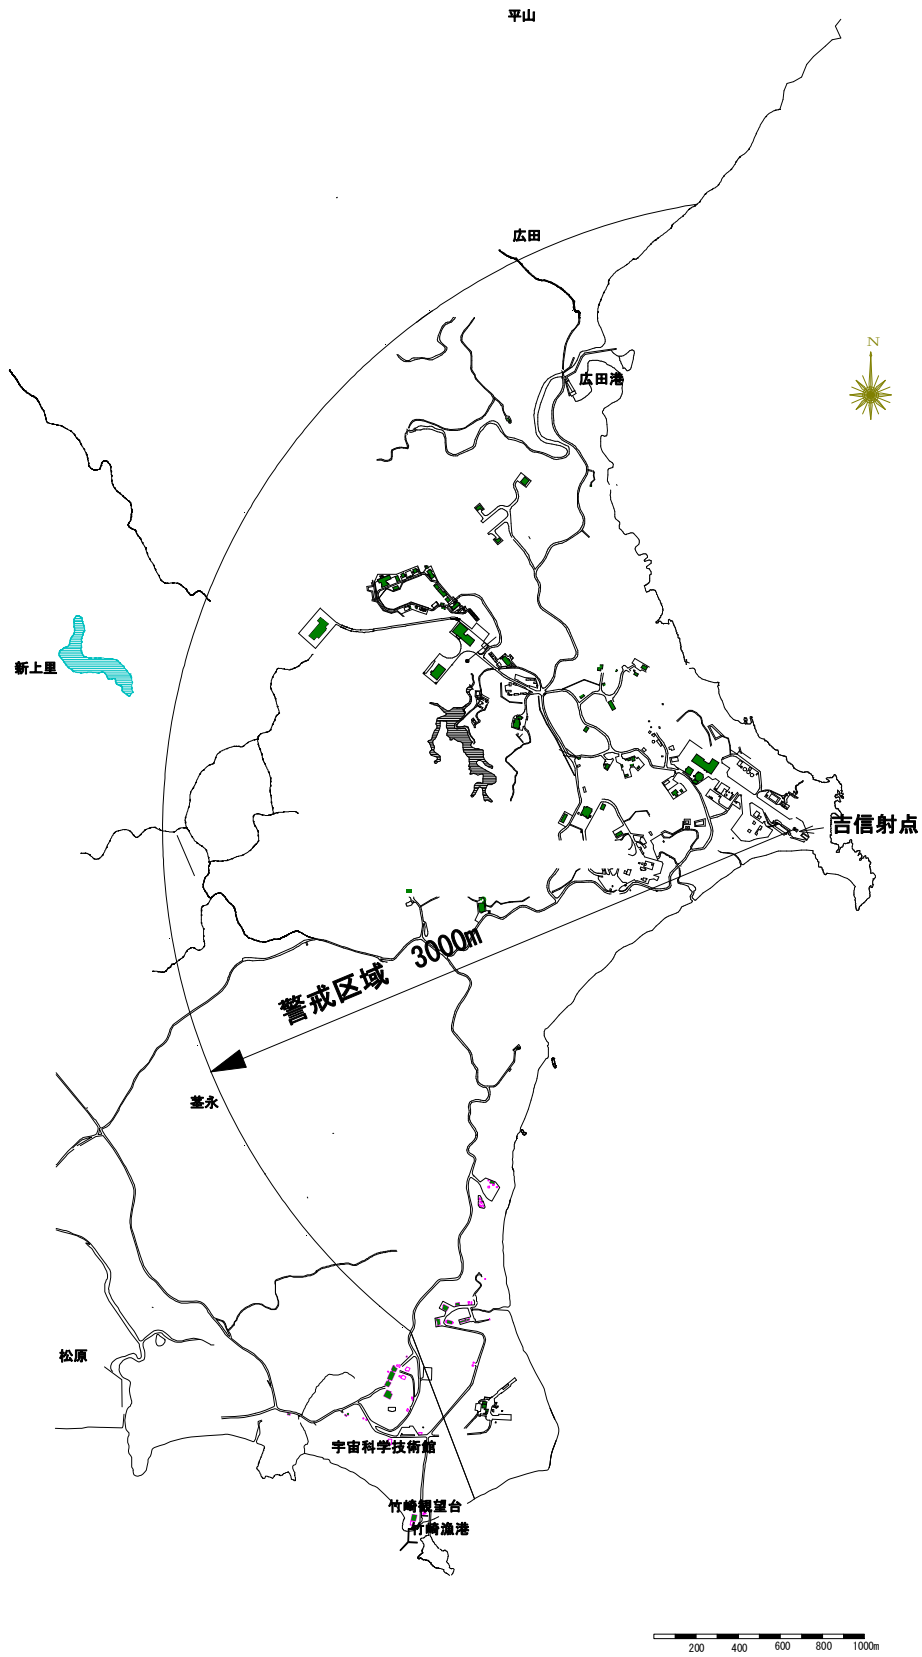 平山
広田
N
広田港
新上里
吉信射点
警戒区域 3000m
茎永
松原
宇宙科学技術館
竹崎観望台
竹崎漁港
200 400 600 800 1000m